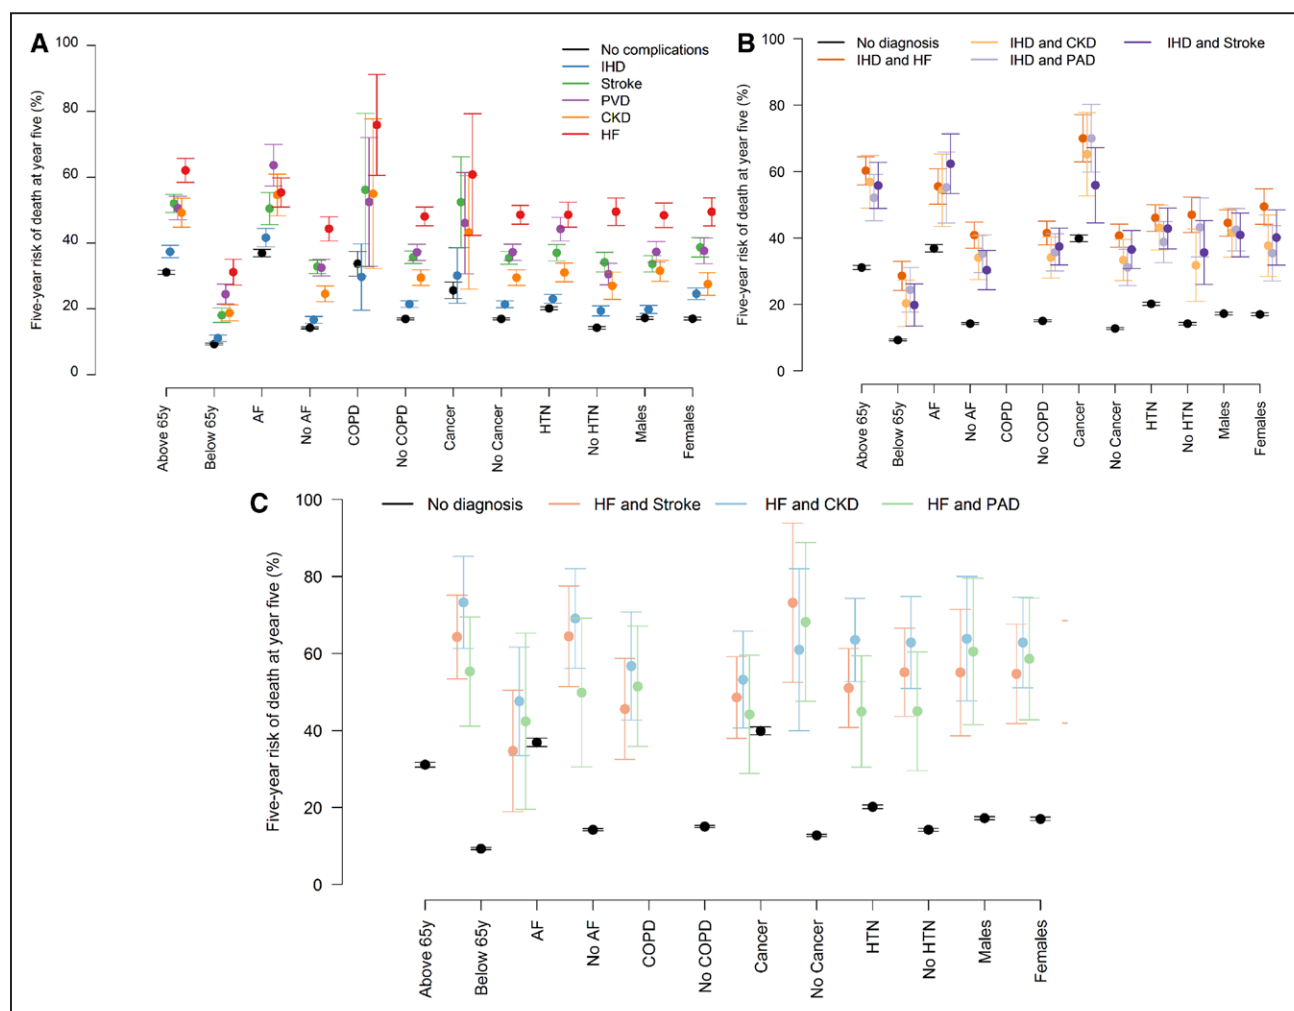 A
Five-year risk of death at year five (%)
100
80
60
40
20
0
No complications
IHD
Stroke
PVD
CKD
HF
Above 65y
Below 65y
AF
No AF
COPD
No COPD
Cancer
No Cancer
HTN
No HTN
Males
Females
B
Five-year risk of death at year five (%)
100
80
60
40
20
0
No diagnosis
IHD and HF
IHD and CKD
IHD and PAD
IHD and Stroke
Above 65y
Below 65y
AF
No AF
COPD
No COPD
Cancer
No Cancer
HTN
No HTN
Males
Females
C
Five-year risk of death at year five (%)
100
80
60
40
20
0
No diagnosis
HF and Stroke
HF and CKD
HF and PAD
Above 65y
Below 65y
AF
No AF
COPD
No COPD
Cancer
No Cancer
HTN
No HTN
Males
Females